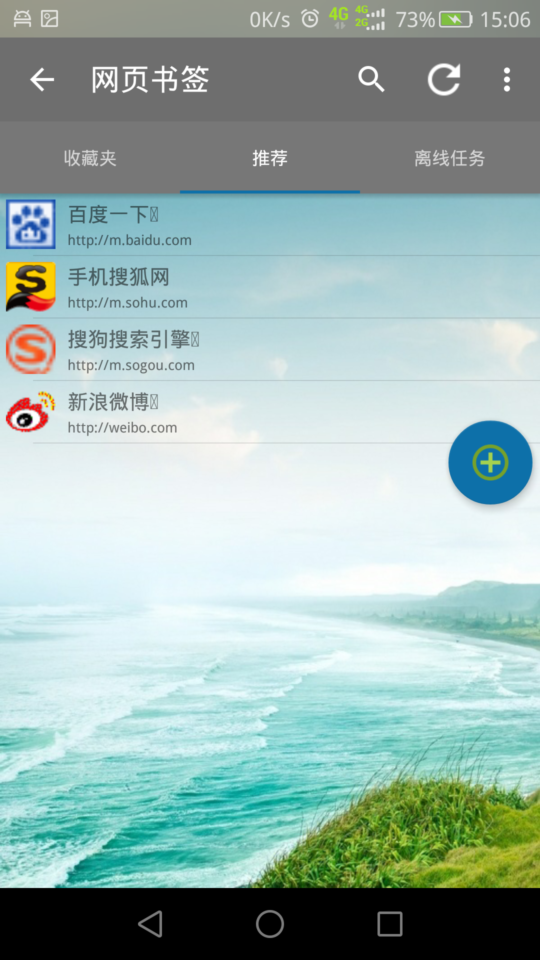 0K/s 4G 4G 2G 73% 15:06
网页书签
收藏夹 推荐 离线任务
百度一下
http://m.baidu.com
手机搜狐网
http://m.sohu.com
搜狗搜索引擎
http://m.sogou.com
新浪微博
http://weibo.com